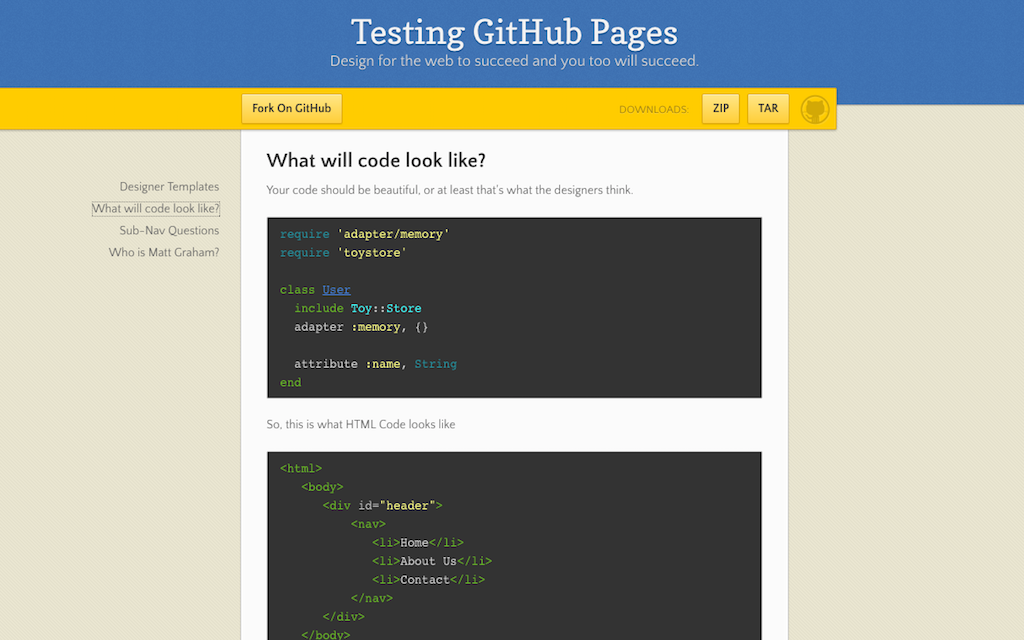 Testing GitHub Pages
Design for the web to succeed and you too will succeed.
Fork On GitHub
DOWNLOADS:
ZIP
TAR
Designer Templates
What will code look like?
Sub-Nav Questions
Who is Matt Graham?
What will code look like?
Your code should be beautiful, or at least that's what the designers think.
require 'adapter/memory'
require 'toystore'
class User
  include Toy::Store
  adapter :memory, {}
  attribute :name, String
end
So, this is what HTML Code looks like
<html>
   <body>
      <div id="header">
          <nav>
             <li>Home</li>
             <li>About Us</li>
             <li>Contact</li>
          </nav>
      </div>
   </body>